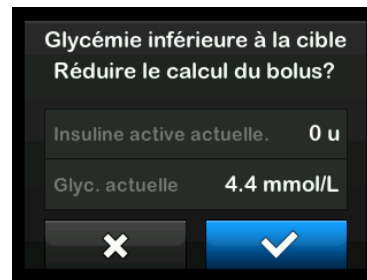 Glycémie inférieure à la cible
Réduire le calcul du bolus?
Insuline active actuelle. 0 u
Glyc. actuelle 4.4 mmol/L